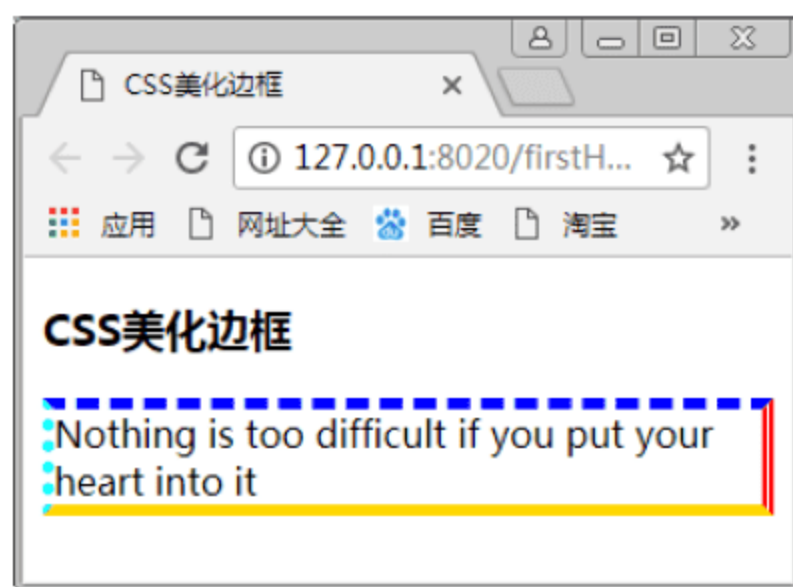 CSS美化边框
127.0.0.1:8020/firstH...
应用 网址大全 du 百度 淘宝 »
CSS美化边框
Nothing is too difficult if you put your
heart into it